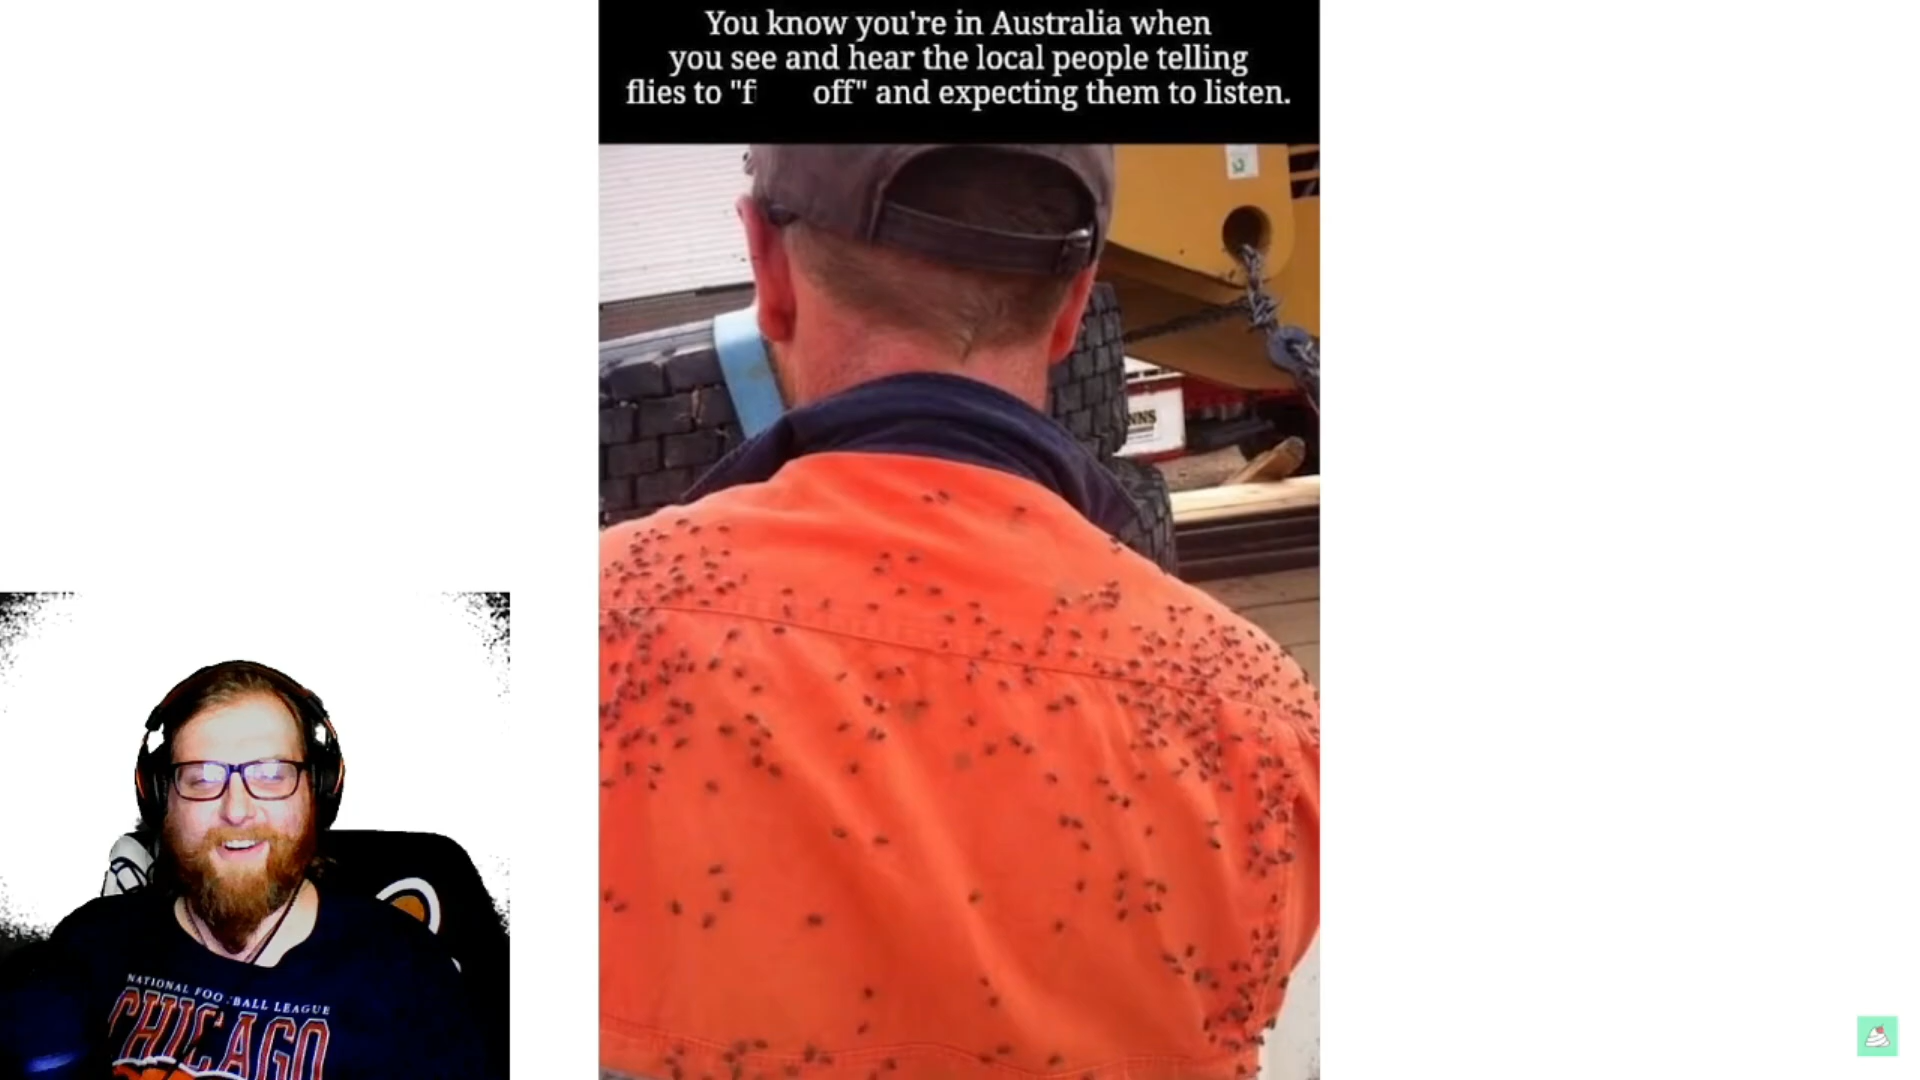 You know you're in Australia when
you see and hear the local people telling
flies to "f off" and expecting them to listen.
NNS
NATIONAL FOOTBALL LEAGUE
CHICAGO